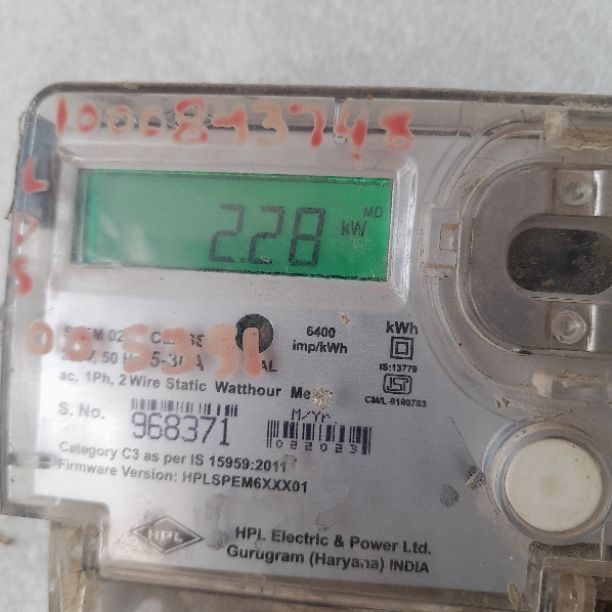 1000843748
L
D
S
2.28 kW MD
6400
imp/kWh
kWh
50
IS:13779
ac, 1Ph, 2 Wire Static Watthour
S. No.
968371
M/Yr.
022023
Category C3 as per IS 15959:2011
Firmware Version: HPLSPEM6XXX01
HPL
HPL Electric & Power Ltd.
Gurugram (Haryana) INDIA